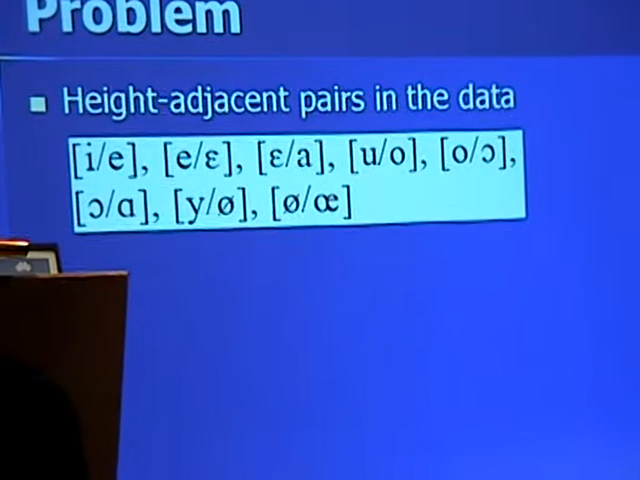 Problem
Height-adjacent pairs in the data
[i/e], [e/ɛ], [ɛ/a], [u/o], [o/ɔ],
[ɔ/ɑ], [y/ø], [ø/œ]